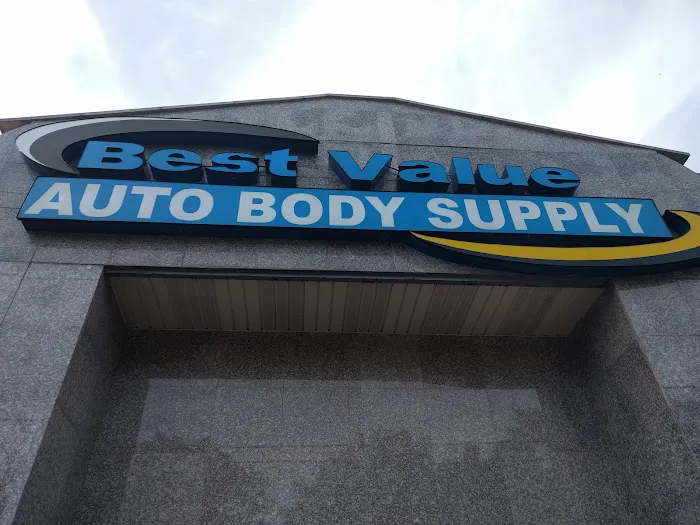 Best Value
AUTO BODY SUPPLY